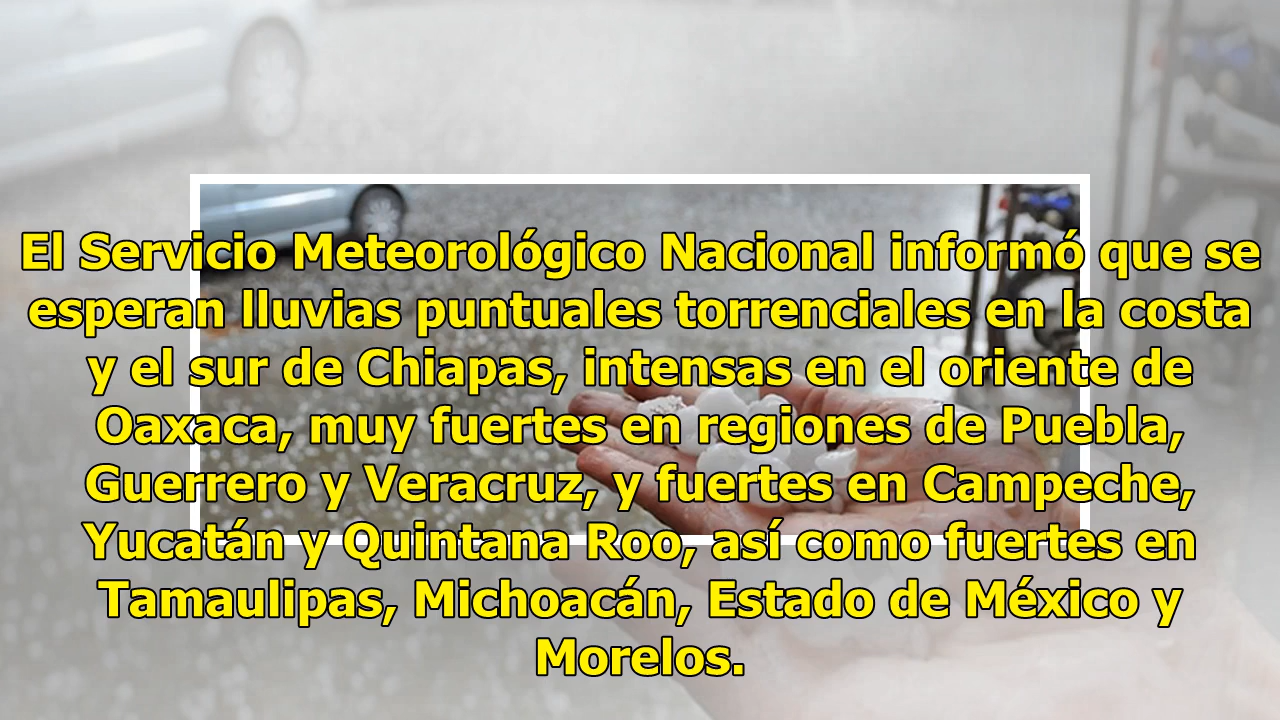 El Servicio Meteorológico Nacional informó que se
esperan lluvias puntuales torrenciales en la costa
y el sur de Chiapas, intensas en el oriente de
Oaxaca, muy fuertes en regiones de Puebla,
Guerrero y Veracruz, y fuertes en Campeche,
Yucatán y Quintana Roo, así como fuertes en
Tamaulipas, Michoacán, Estado de México y
Morelos.